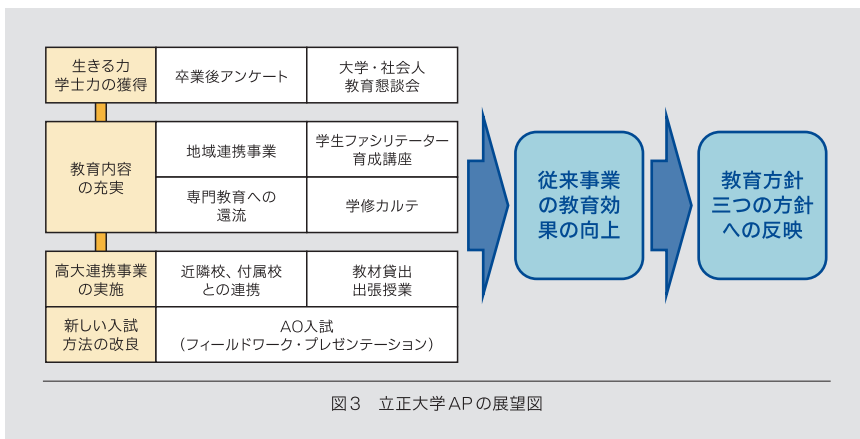 生きる力
学士力の獲得
卒業後アンケート
大学・社会人
教育懇談会
教育内容
の充実
地域連携事業
学生ファシリテーター
育成講座
専門教育への
還流
学修カルテ
高大連携事業
の実施
近隣校、付属校
との連携
教材貸出
出張授業
新しい入試
方法の改良
AO入試
（フィールドワーク・プレゼンテーション）
従来事業
の教育効
果の向上
教育方針
三つの方針
への反映
図3　立正大学APの展望図